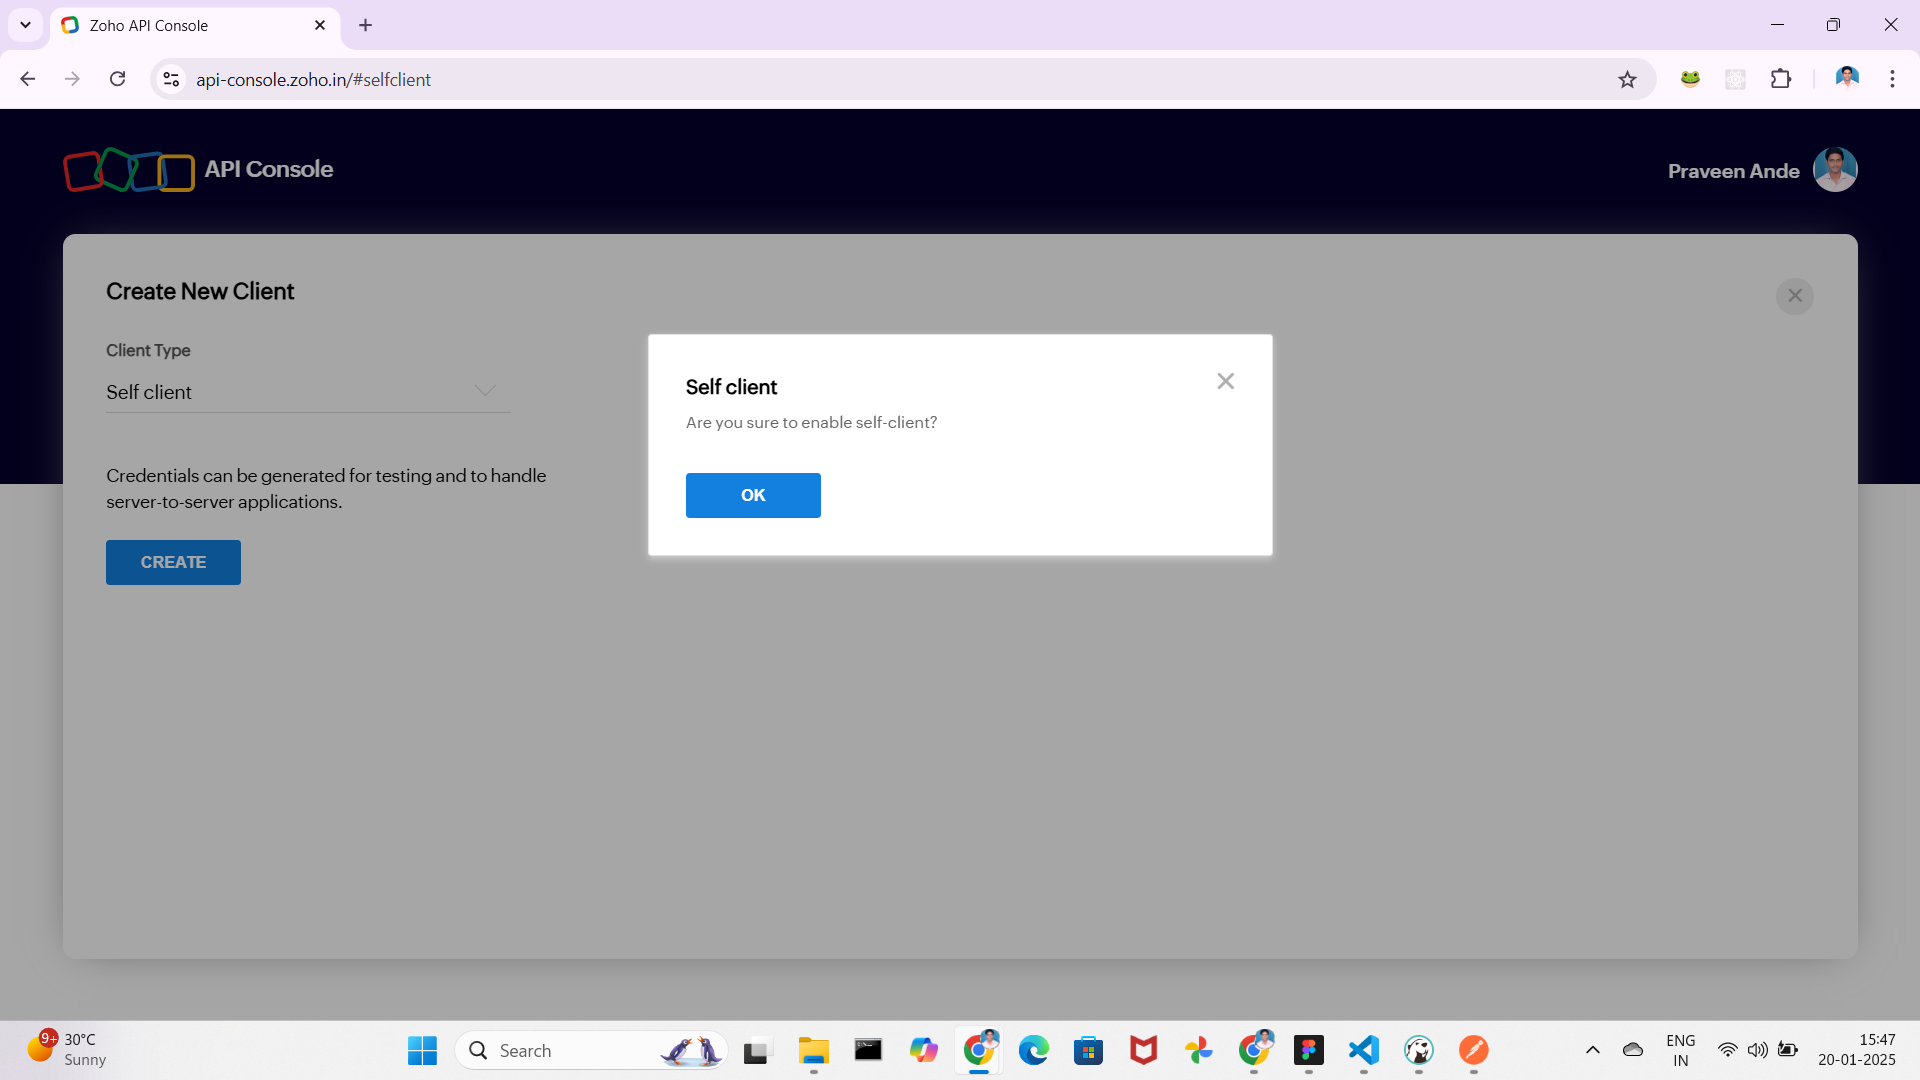 Zoho API Console
api-console.zoho.in/#selfclient
API Console
Praveen Ande
Create New Client
Client Type
Self client
Credentials can be generated for testing and to handle
server-to-server applications.
CREATE
Self client
Are you sure to enable self-client?
OK
9+
30°C
Sunny
Search
ENG
IN
15:47
20-01-2025